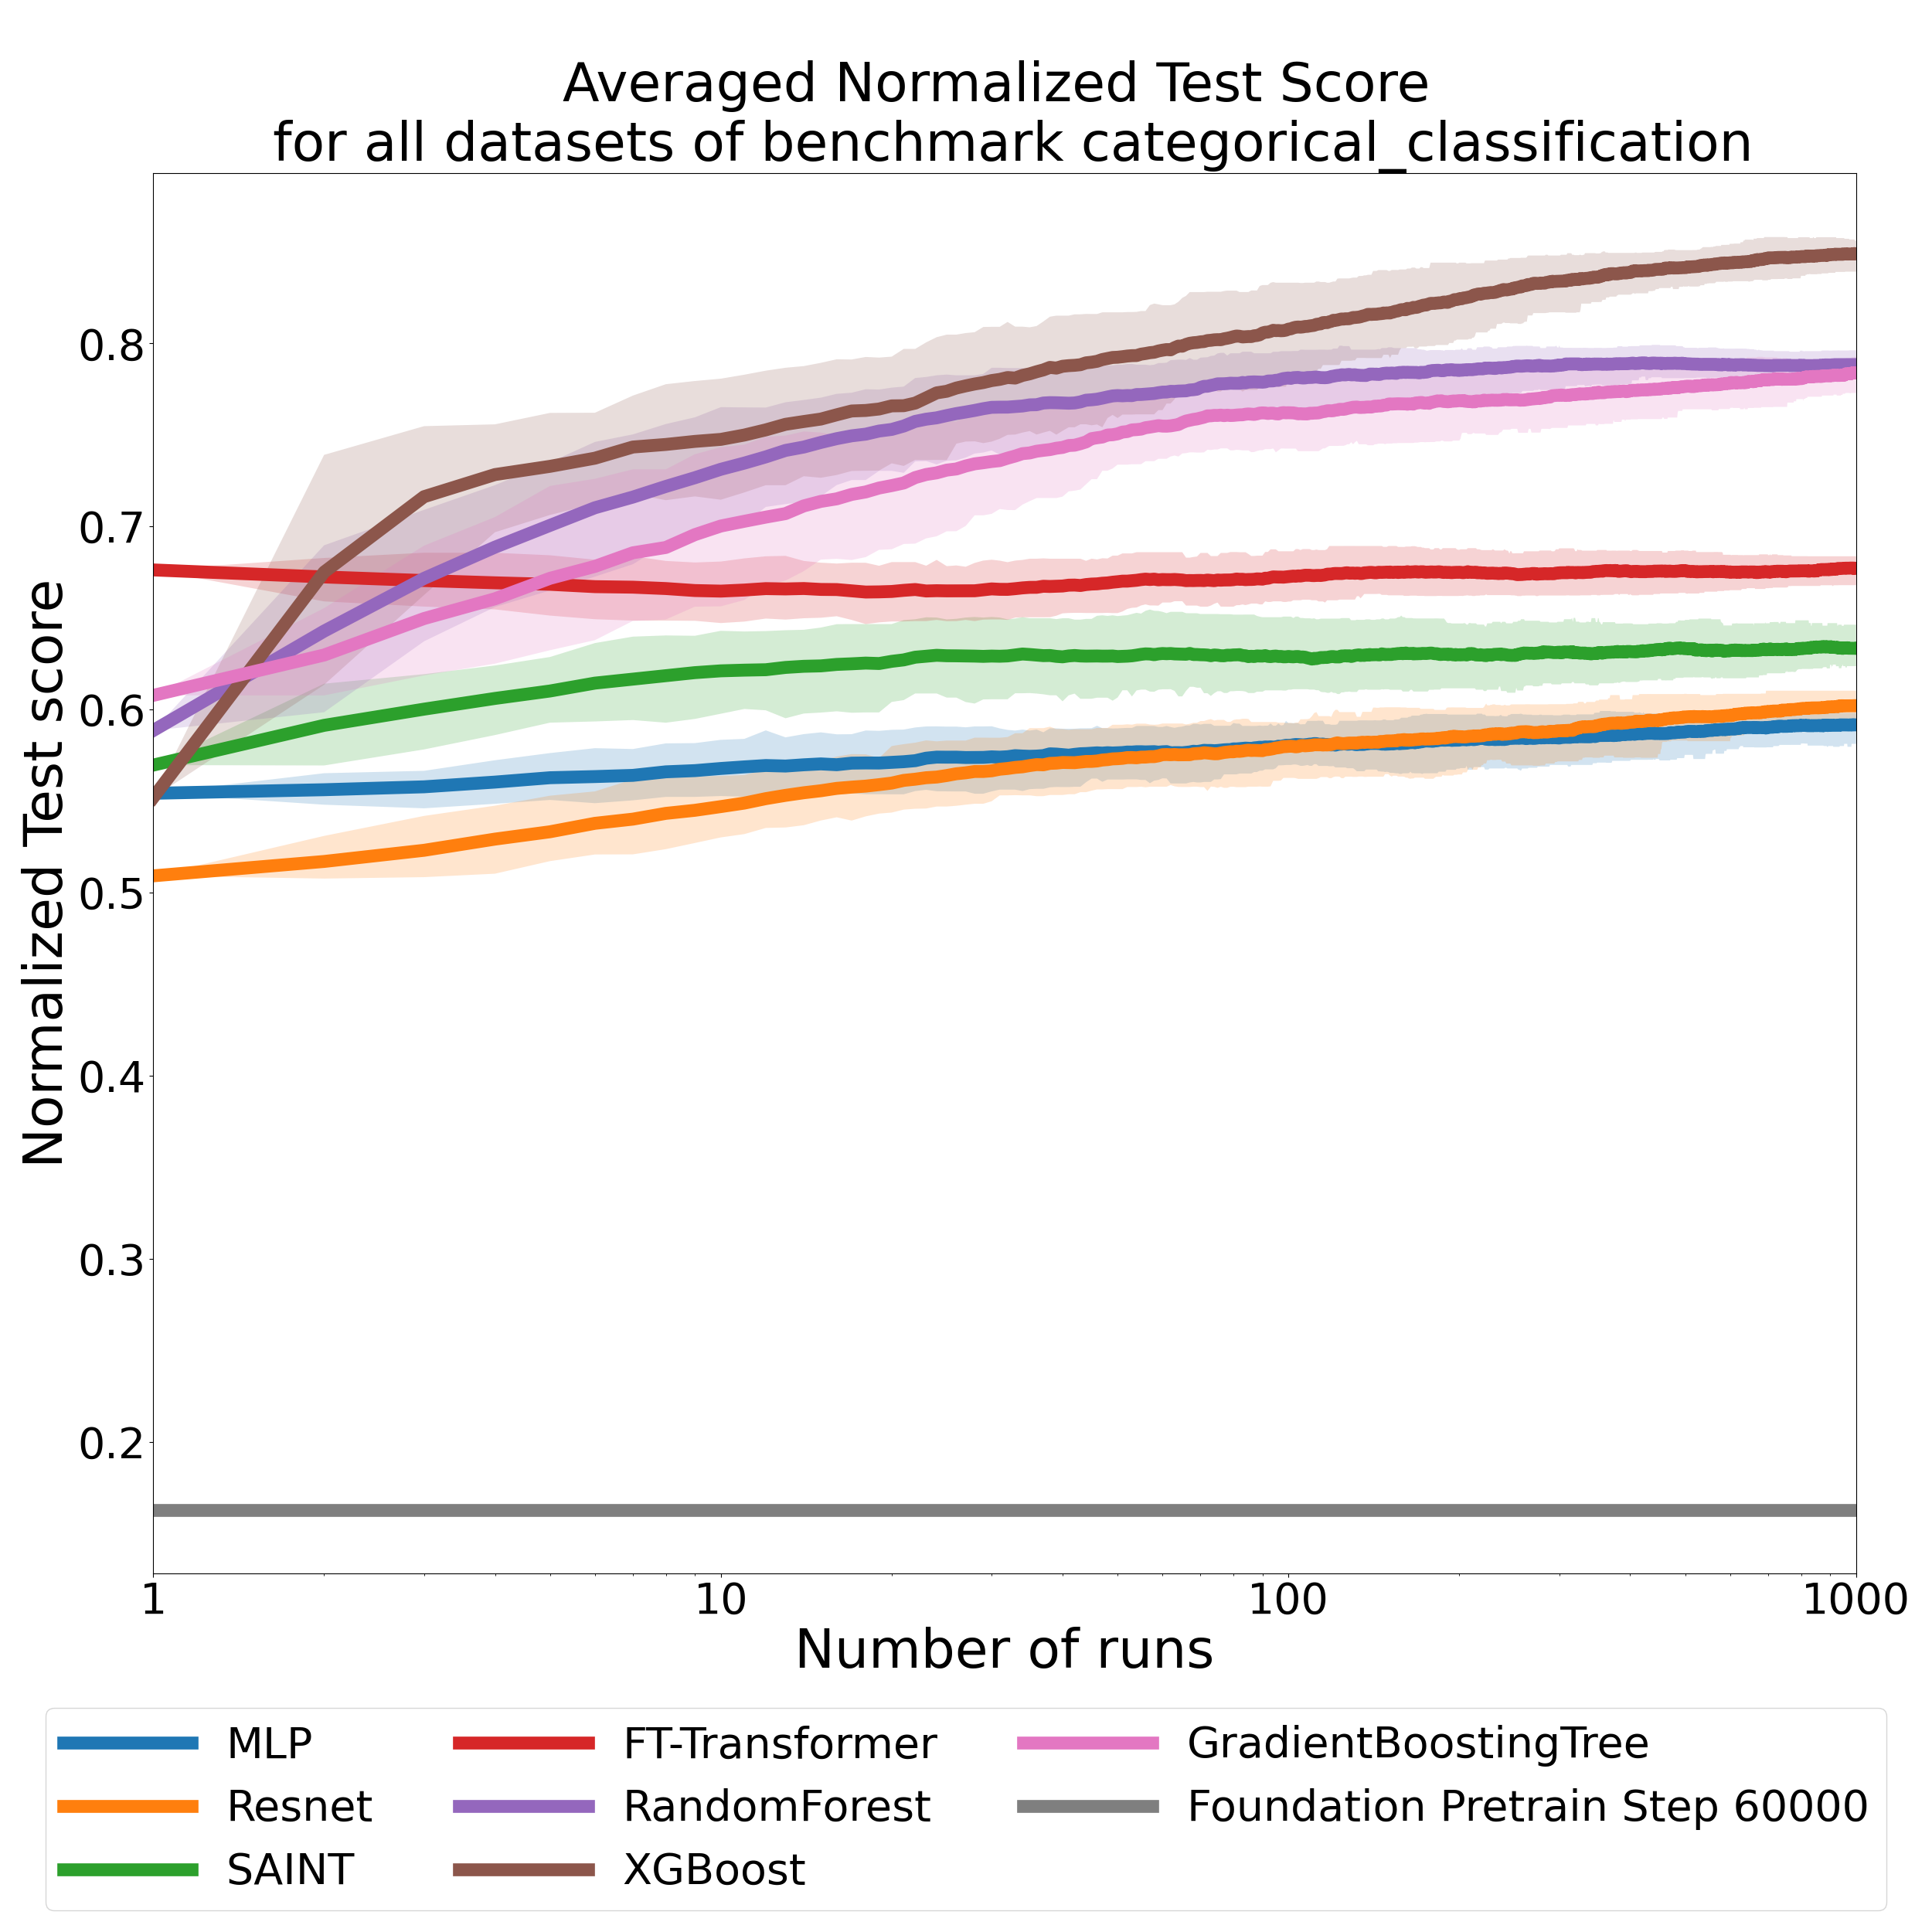 Averaged Normalized Test Score
for all datasets of benchmark categorical_classification
Normalized Test score
0.8
0.7
0.6
0.5
0.4
0.3
0.2
1
10
100
1000
Number of runs
MLP
Resnet
SAINT
FT-Transformer
RandomForest
XGBoost
GradientBoostingTree
Foundation Pretrain Step 60000